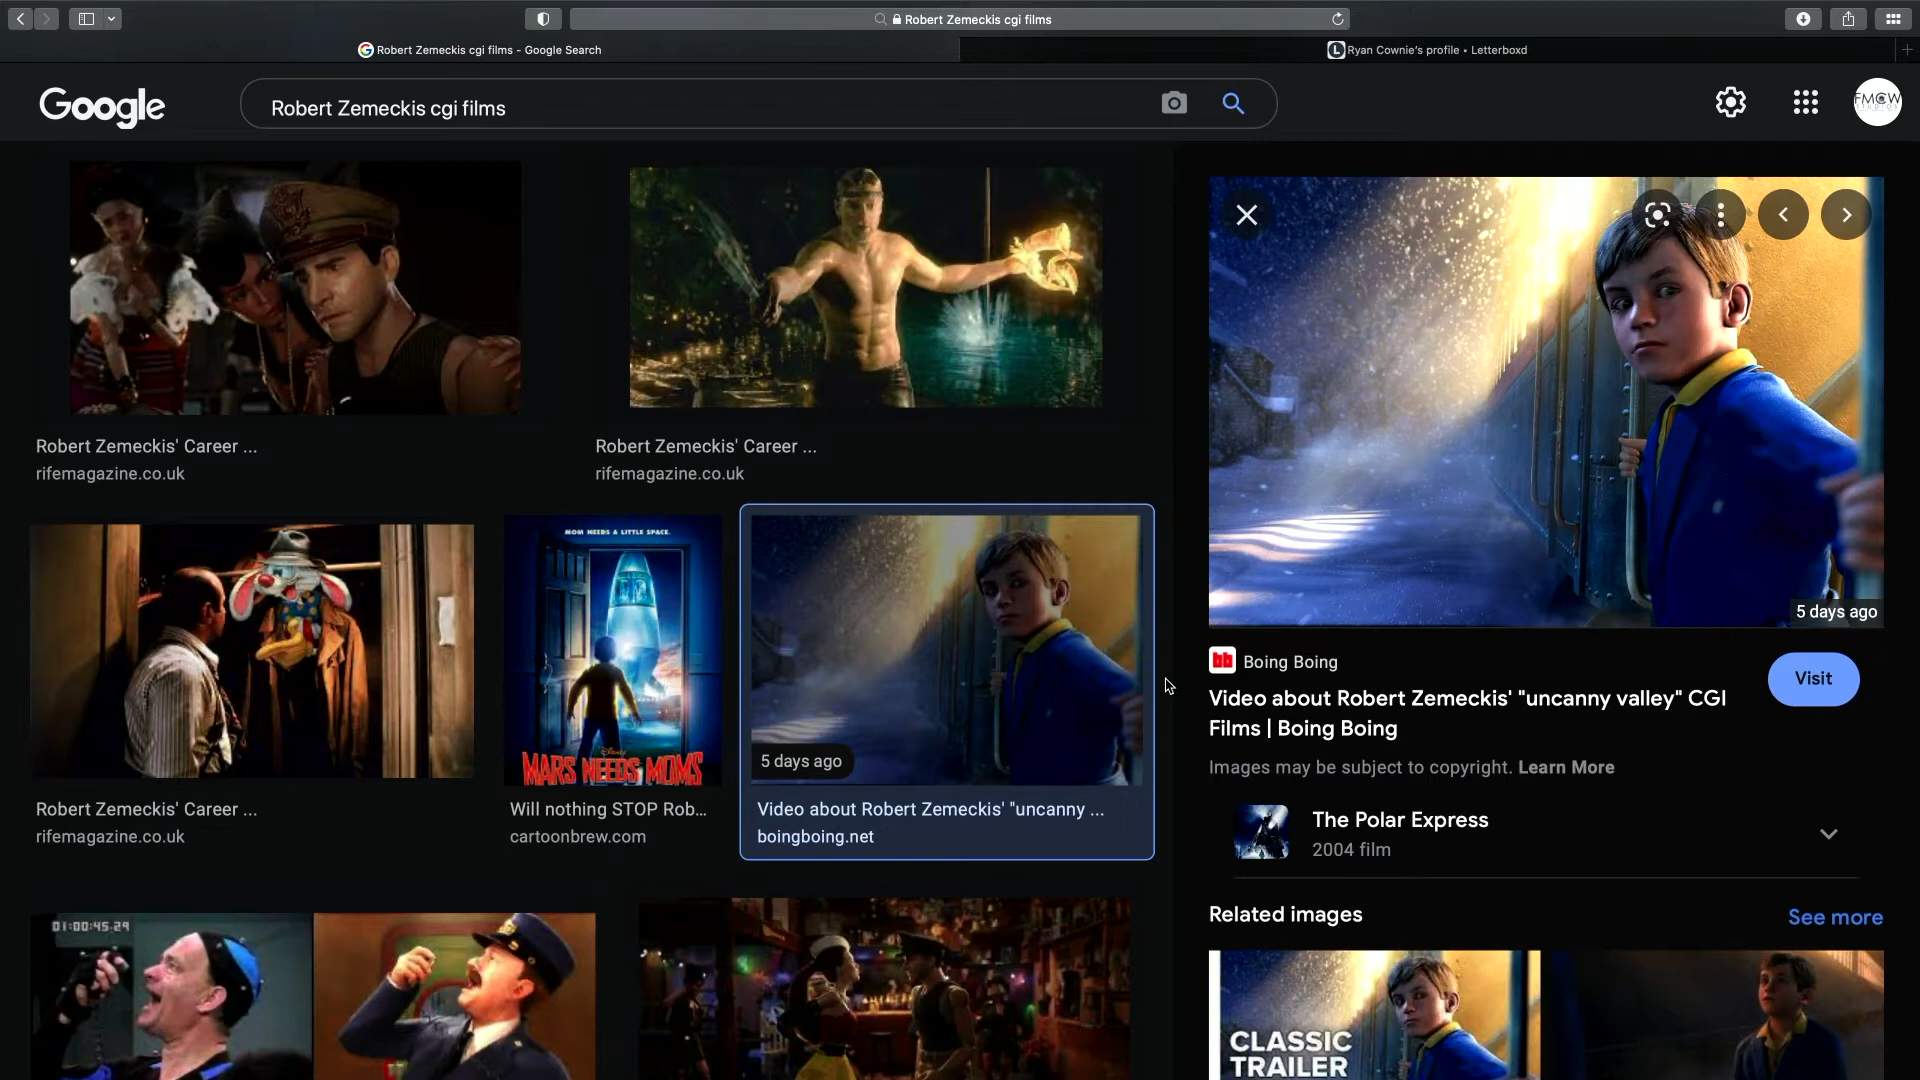 Robert Zemeckis cgi films
Robert Zemeckis cgi films - Google Search
Ryan Cownie's profile • Letterboxd
Google
Robert Zemeckis cgi films
FMCW
Robert Zemeckis' Career ...
rifemagazine.co.uk
Robert Zemeckis' Career ...
rifemagazine.co.uk
5 days ago
Boing Boing
Video about Robert Zemeckis' "uncanny valley" CGI
Films | Boing Boing
Visit
Images may be subject to copyright. Learn More
The Polar Express
2004 film
MOM NEEDS A LITTLE SPACE.
Disney
MARS NEEDS MOMS
5 days ago
Robert Zemeckis' Career ...
rifemagazine.co.uk
Will nothing STOP Rob...
cartoonbrew.com
Video about Robert Zemeckis' "uncanny ...
boingboing.net
Related images
See more
01:00:45.29
CLASSIC
TRAILER